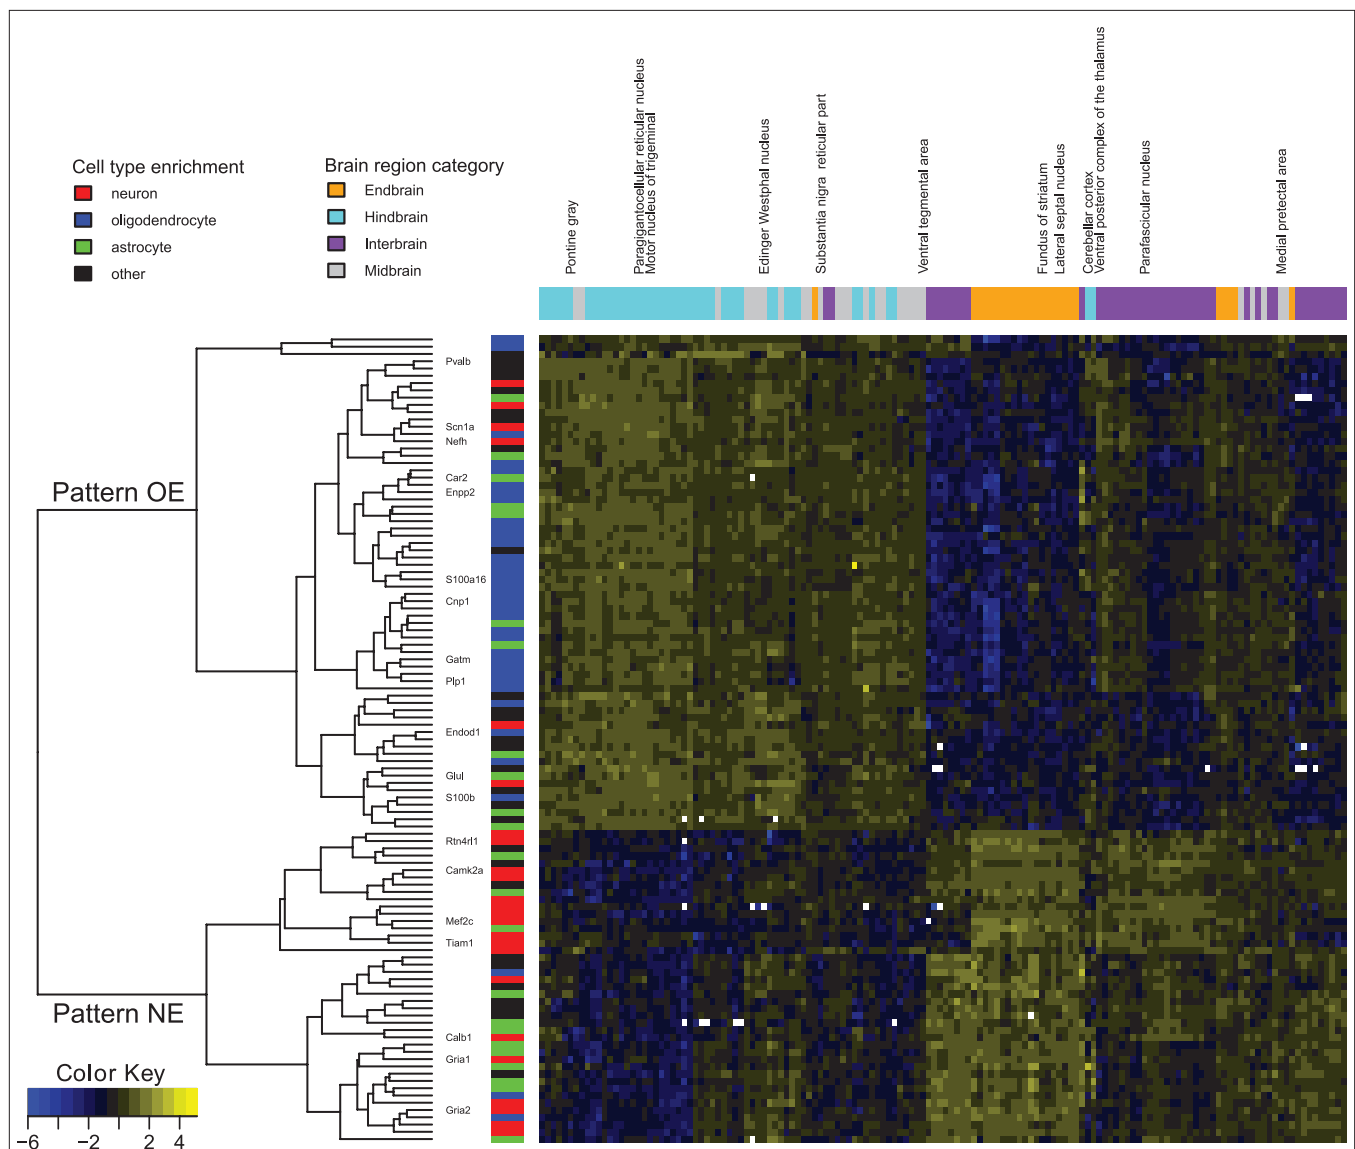 Cell type enrichment
neuron
oligodendrocyte
astrocyte
other
Brain region category
Endbrain
Hindbrain
Interbrain
Midbrain
Pontine gray
Paragigantocellular reticular nucleus
Motor nucleus of trigeminal
Edinger Westphal nucleus
Substantia nigra reticular part
Ventral tegmental area
Fundus of striatum
Lateral septal nucleus
Cerebellar cortex
Ventral posterior complex of the thalamus
Parafascicular nucleus
Medial pretectal area
Pattern OE
Pattern NE
Pvalb
Scn1a
Nefh
Car2
Enpp2
S100a16
Cnp1
Gatm
Plp1
Endod1
Glul
S100b
Rtn4rl1
Camk2a
Mef2c
Tiam1
Calb1
Gria1
Gria2
Color Key
−6 −2 2 4